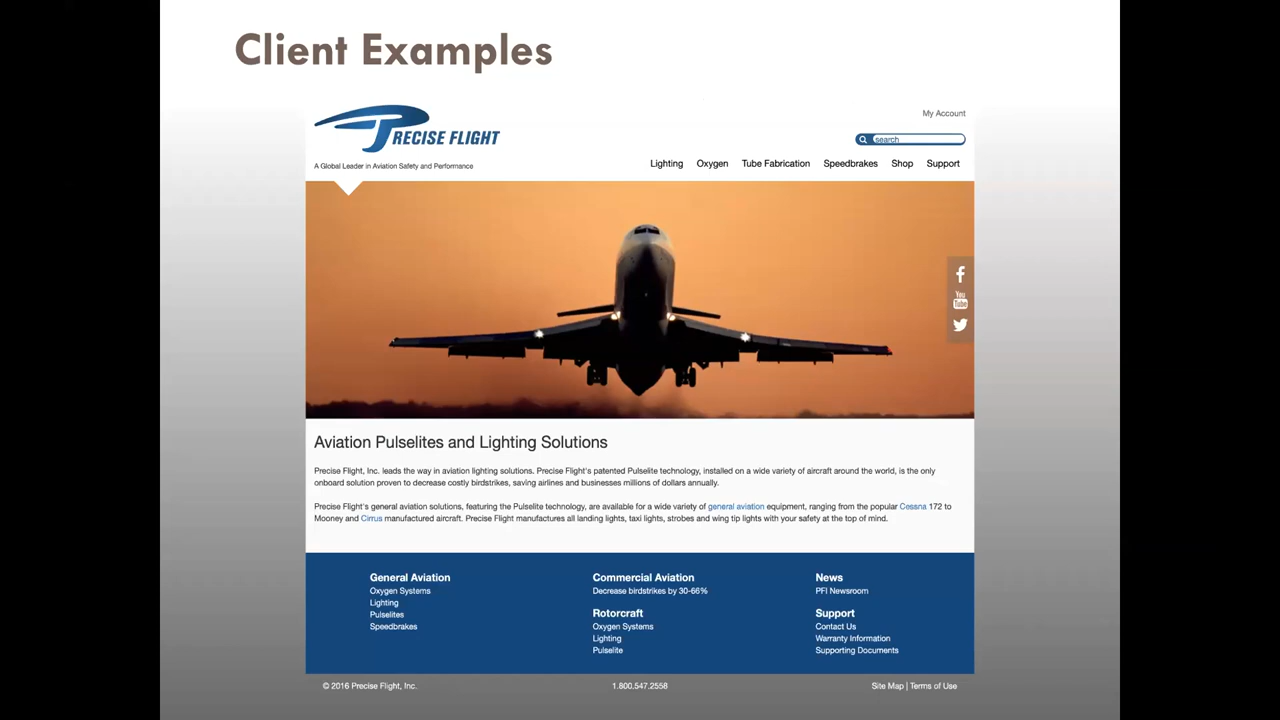 Client Examples
PRECISE FLIGHT
A Global Leader in Aviation Safety and Performance
My Account
search
Lighting Oxygen Tube Fabrication Speedbrakes Shop Support
f
You Tube
Aviation Pulselites and Lighting Solutions
Precise Flight, Inc. leads the way in aviation lighting solutions. Precise Flight's patented Pulselite technology, installed on a wide variety of aircraft around the world, is the only
onboard solution proven to decrease costly birdstrikes, saving airlines and businesses millions of dollars annually.
Precise Flight's general aviation solutions, featuring the Pulselite technology, are available for a wide variety of general aviation equipment, ranging from the popular Cessna 172 to
Mooney and Cirrus manufactured aircraft. Precise Flight manufactures all landing lights, taxi lights, strobes and wing tip lights with your safety at the top of mind.
General Aviation
Oxygen Systems
Lighting
Pulselites
Speedbrakes
Commercial Aviation
Decrease birdstrikes by 30-66%
Rotorcraft
Oxygen Systems
Lighting
Pulselite
News
PFI Newsroom
Support
Contact Us
Warranty Information
Supporting Documents
© 2016 Precise Flight, Inc.
1.800.547.2558
Site Map | Terms of Use